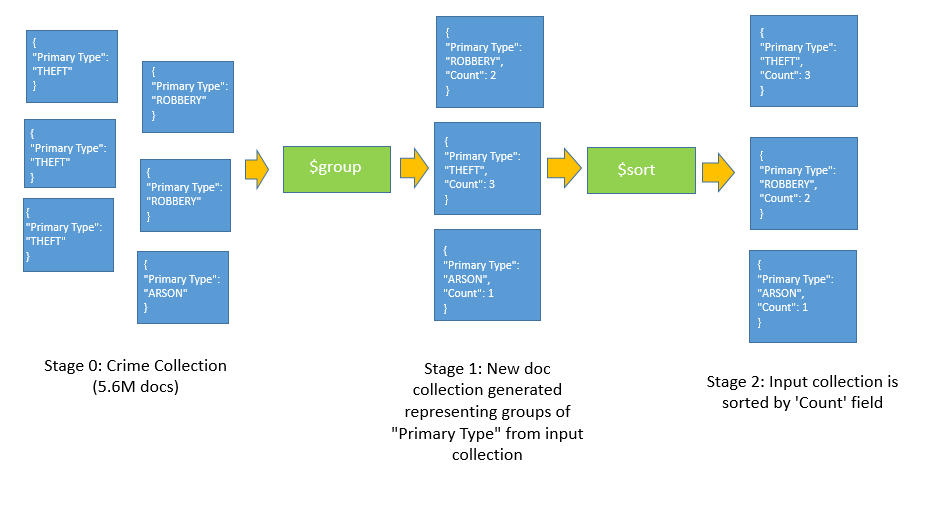 {
"Primary Type":
"THEFT"
}
{
"Primary Type":
"THEFT"
}
{
"Primary Type":
"THEFT"
}
{
"Primary Type":
"ROBBERY"
}
{
"Primary Type":
"ROBBERY"
}
{
"Primary Type":
"ARSON"
}
Stage 0: Crime Collection
(5.6M docs)
$group
{
"Primary Type":
"ROBBERY",
"Count": 2
}
{
"Primary Type":
"THEFT",
"Count": 3
}
{
"Primary Type":
"ARSON",
"Count": 1
}
Stage 1: New doc
collection generated
representing groups of
"Primary Type" from input
collection
$sort
{
"Primary Type":
"THEFT",
"Count": 3
}
{
"Primary Type":
"ROBBERY",
"Count": 2
}
{
"Primary Type":
"ARSON",
"Count": 1
}
Stage 2: Input collection is
sorted by 'Count' field